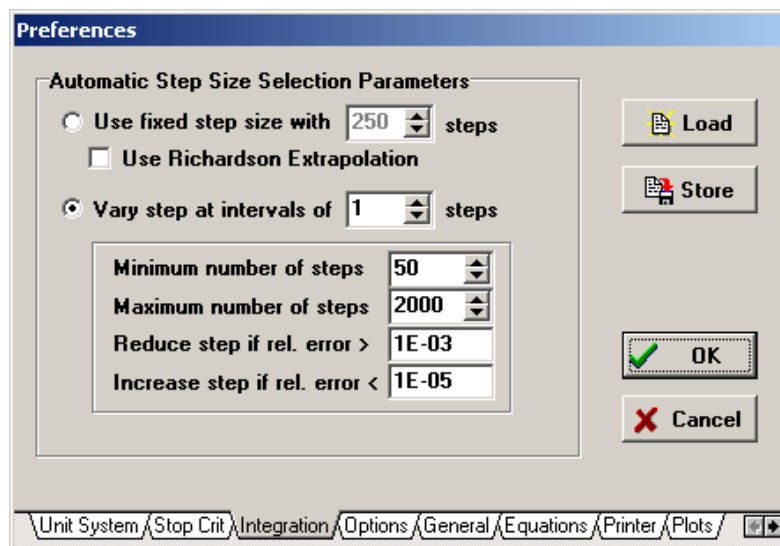 Preferences
Automatic Step Size Selection Parameters
Use fixed step size with 250 steps
Use Richardson Extrapolation
Vary step at intervals of 1 steps
Minimum number of steps 50
Maximum number of steps 2000
Reduce step if rel. error > 1E-03
Increase step if rel. error < 1E-05
Load
Store
OK
Cancel
Unit System Stop Crit Integration Options General Equations Printer Plots